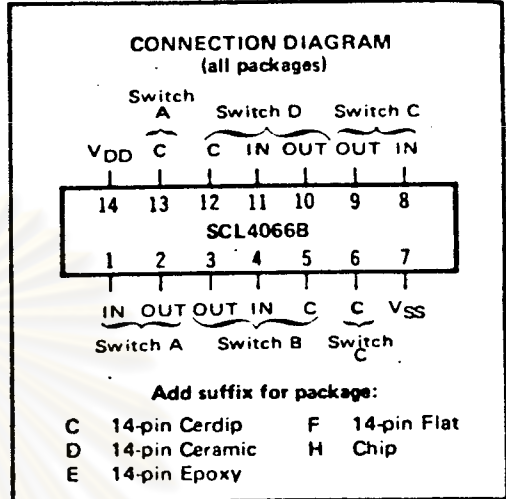 CONNECTION DIAGRAM
(all packages)
Switch
A Switch D Switch C
VDD C C IN OUT OUT IN
14 13 12 11 10 9 8
SCL4066B
1 2 3 4 5 6 7
IN OUT OUT IN C C VSS
Switch A Switch B Switch
C
Add suffix for package:
C 14-pin Cerdip F 14-pin Flat
D 14-pin Ceramic H Chip
E 14-pin Epoxy